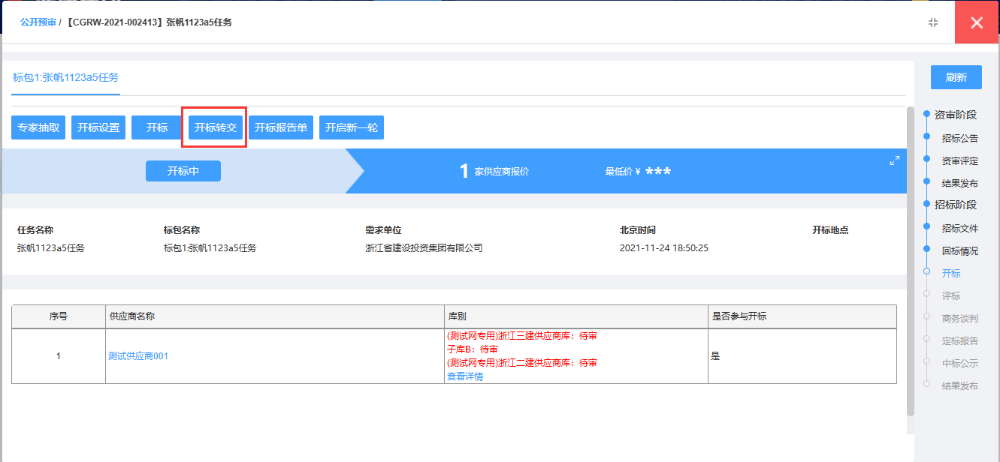 公开预审 / 【CGRW-2021-002413】张帆1123a5任务
标包1:张帆1123a5任务
刷新
专家抽取 开标设置 开标 开标转交 开标报告单 开启新一轮
开标中 1 家供应商报价 最低价 ¥ ***
任务名称 标包名称 需求单位 北京时间 开标地点
张帆1123a5任务 标包1:张帆1123a5任务 浙江省建设投资集团有限公司 2021-11-24 18:50:25
序号 供应商名称 库别 是否参与开标
1 测试供应商001 (测试网专用)浙江三建供应商库：待审
子库B：待审
(测试网专用)浙江二建供应商库：待审
查看详情
是
资审阶段
招标公告
资审评定
结果发布
招标阶段
招标文件
回标情况
开标
评标
商务谈判
定标报告
中标公示
结果发布